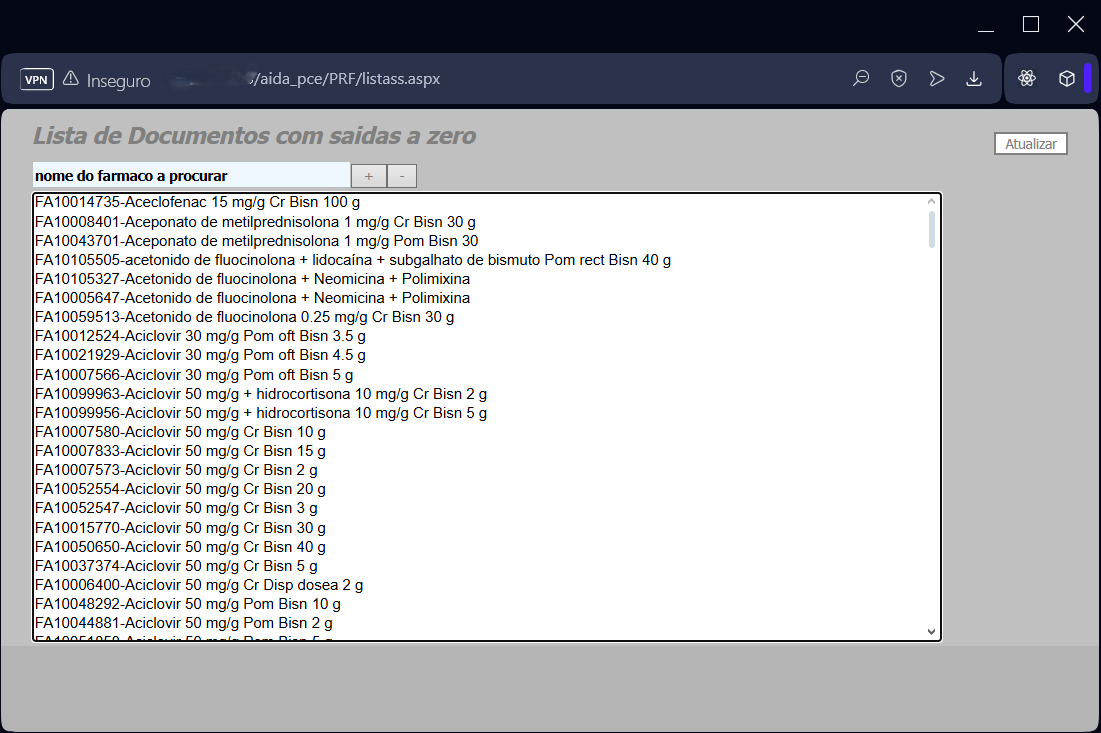 VPN Inseguro /aida_pce/PRF/listass.aspx
Lista de Documentos com saidas a zero
Atualizar
nome do farmaco a procurar + -
FA10014735-Aceclofenac 15 mg/g Cr Bisn 100 g
FA10008401-Aceponato de metilprednisolona 1 mg/g Cr Bisn 30 g
FA10043701-Aceponato de metilprednisolona 1 mg/g Pom Bisn 30
FA10105505-acetonido de fluocinolona + lidocaína + subgalhato de bismuto Pom rect Bisn 40 g
FA10105327-Acetonido de fluocinolona + Neomicina + Polimixina
FA10005647-Acetonido de fluocinolona + Neomicina + Polimixina
FA10059513-Acetonido de fluocinolona 0.25 mg/g Cr Bisn 30 g
FA10012524-Aciclovir 30 mg/g Pom oft Bisn 3.5 g
FA10021929-Aciclovir 30 mg/g Pom oft Bisn 4.5 g
FA10007566-Aciclovir 30 mg/g Pom oft Bisn 5 g
FA10099963-Aciclovir 50 mg/g + hidrocortisona 10 mg/g Cr Bisn 2 g
FA10099956-Aciclovir 50 mg/g + hidrocortisona 10 mg/g Cr Bisn 5 g
FA10007580-Aciclovir 50 mg/g Cr Bisn 10 g
FA10007833-Aciclovir 50 mg/g Cr Bisn 15 g
FA10007573-Aciclovir 50 mg/g Cr Bisn 2 g
FA10052554-Aciclovir 50 mg/g Cr Bisn 20 g
FA10052547-Aciclovir 50 mg/g Cr Bisn 3 g
FA10015770-Aciclovir 50 mg/g Cr Bisn 30 g
FA10050650-Aciclovir 50 mg/g Cr Bisn 40 g
FA10037374-Aciclovir 50 mg/g Cr Bisn 5 g
FA10006400-Aciclovir 50 mg/g Cr Disp dosea 2 g
FA10048292-Aciclovir 50 mg/g Pom Bisn 10 g
FA10044881-Aciclovir 50 mg/g Pom Bisn 2 g
Aciclovir 50 mg/g Pom Bisn 5 g